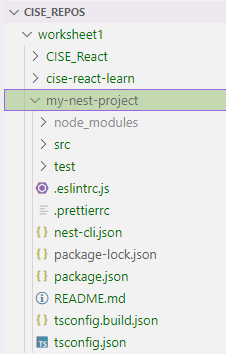 CISE_REPOS
worksheet1
CISE_React
cise-react-learn
my-nest-project
node_modules
src
test
.eslintrc.js
.prettierrc
{} nest-cli.json
{} package-lock.json
{} package.json
README.md
{} tsconfig.build.json
TS tsconfig.json